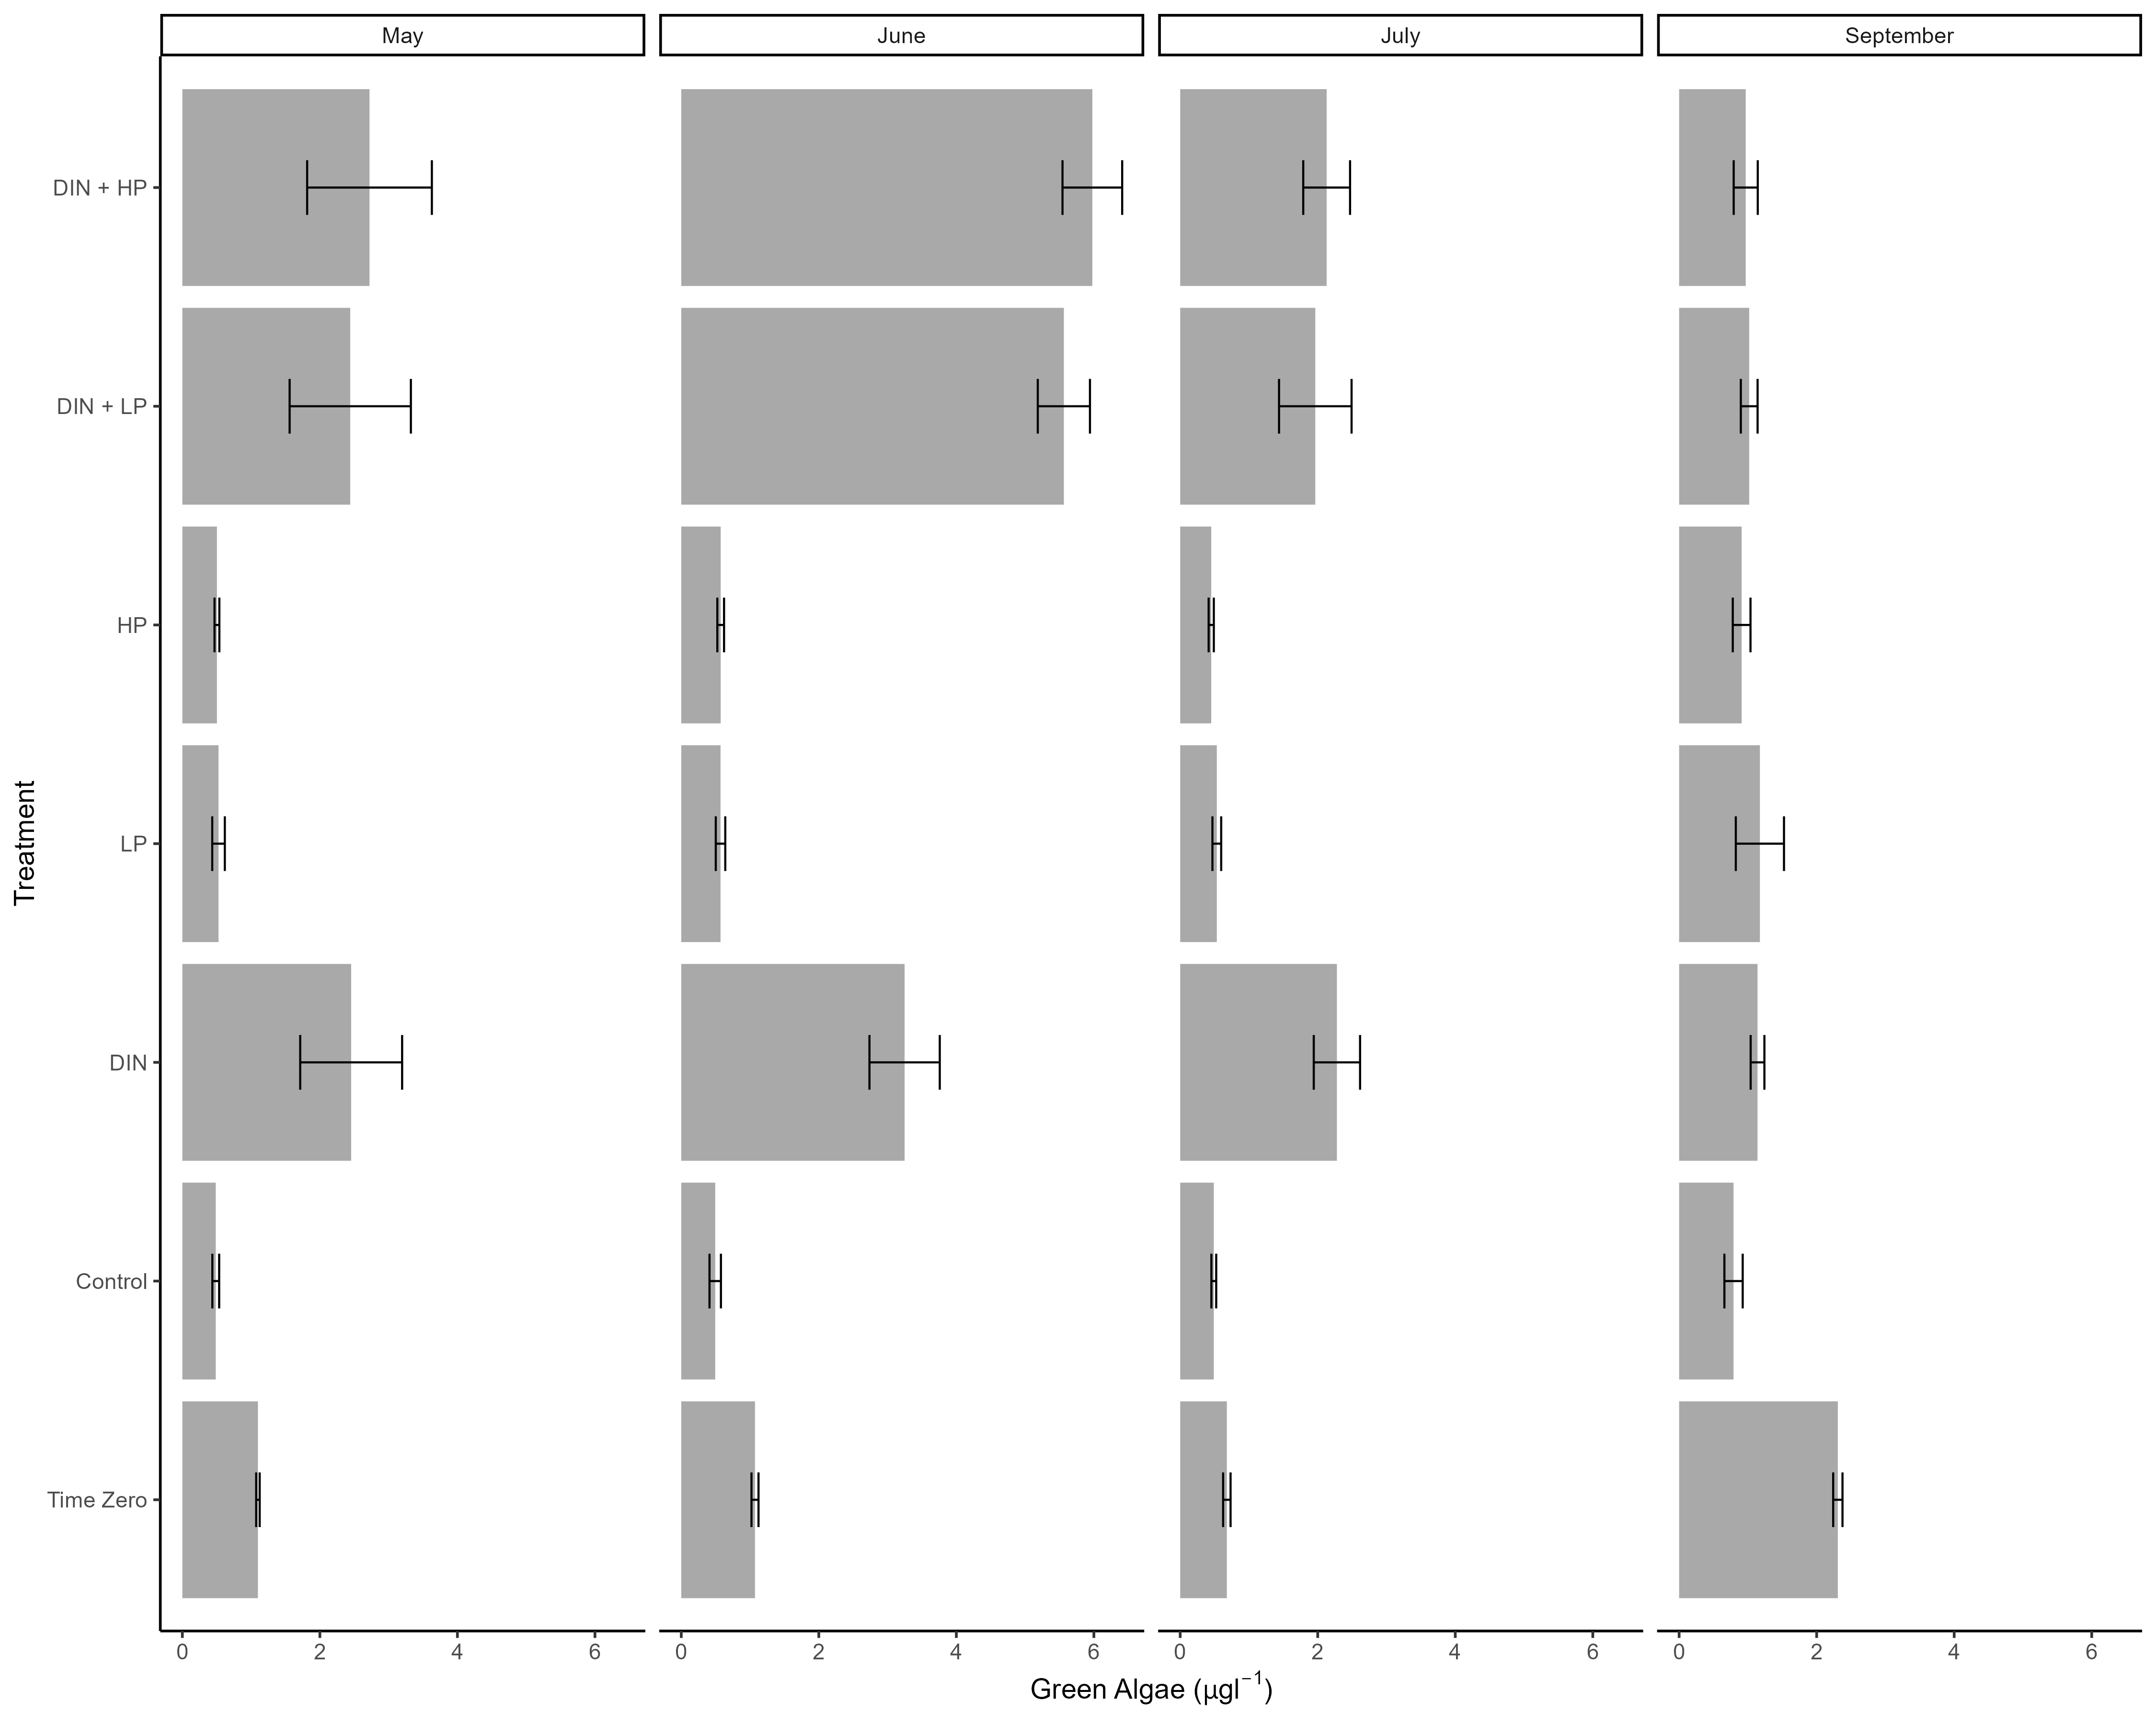 May
June
July
September
DIN + HP
DIN + LP
HP
LP
DIN
Control
Time Zero
Treatment
0 2 4 6
0 2 4 6
0 2 4 6
0 2 4 6
Green Algae (μgl⁻¹)